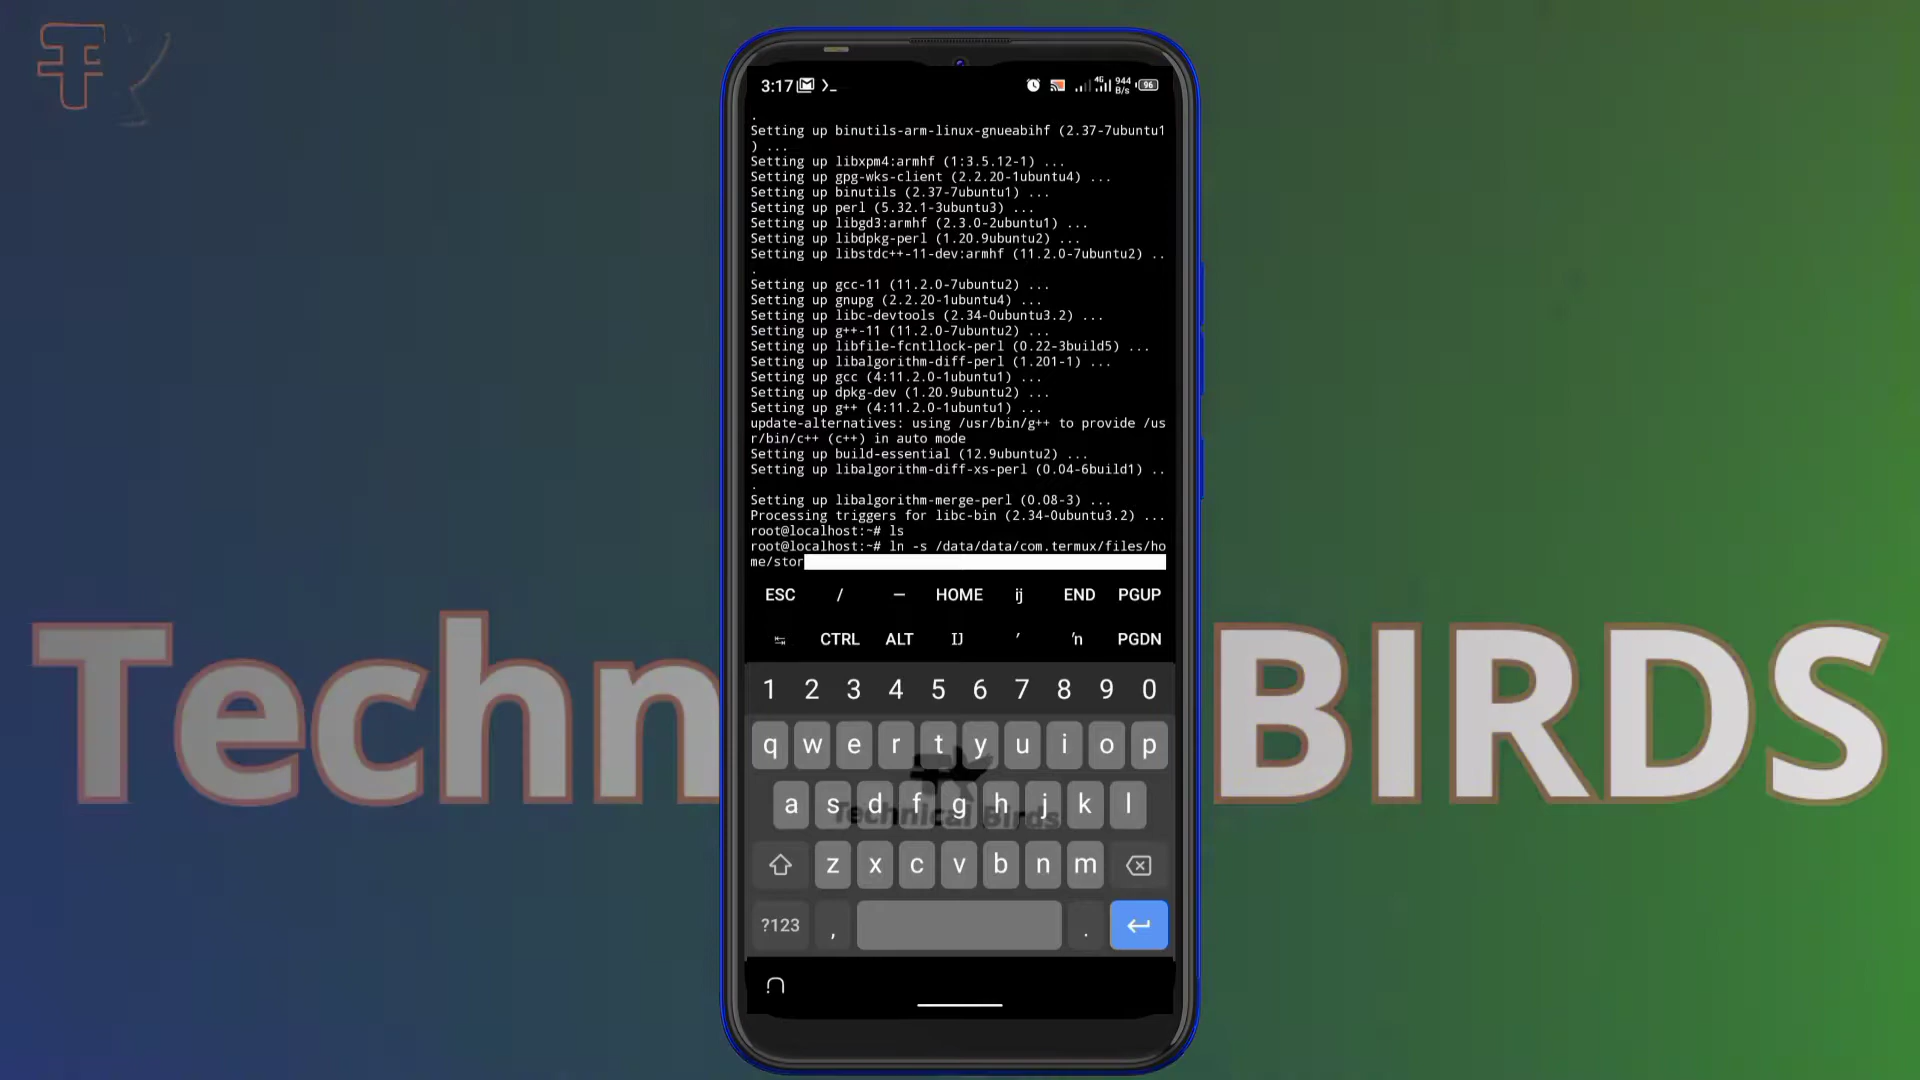 3:17 >_ 4G 944 B/s 96
.
Setting up binutils-arm-linux-gnueabihf (2.37-7ubuntu1
) ...
Setting up libxpm4:armhf (1:3.5.12-1) ...
Setting up gpg-wks-client (2.2.20-1ubuntu4) ...
Setting up binutils (2.37-7ubuntu1) ...
Setting up perl (5.32.1-3ubuntu3) ...
Setting up libgd3:armhf (2.3.0-2ubuntu1) ...
Setting up libdpkg-perl (1.20.9ubuntu2) ...
Setting up libstdc++-11-dev:armhf (11.2.0-7ubuntu2) ..
.
Setting up gcc-11 (11.2.0-7ubuntu2) ...
Setting up gnupg (2.2.20-1ubuntu4) ...
Setting up libc-devtools (2.34-0ubuntu3.2) ...
Setting up g++-11 (11.2.0-7ubuntu2) ...
Setting up libfile-fcntllock-perl (0.22-3build5) ...
Setting up libalgorithm-diff-perl (1.201-1) ...
Setting up gcc (4:11.2.0-1ubuntu1) ...
Setting up dpkg-dev (1.20.9ubuntu2) ...
Setting up g++ (4:11.2.0-1ubuntu1) ...
update-alternatives: using /usr/bin/g++ to provide /us
r/bin/c++ (c++) in auto mode
Setting up build-essential (12.9ubuntu2) ...
Setting up libalgorithm-diff-xs-perl (0.04-6build1) ..
.
Setting up libalgorithm-merge-perl (0.08-3) ...
Processing triggers for libc-bin (2.34-0ubuntu3.2) ...
root@localhost:~# ls
root@localhost:~# ln -s /data/data/com.termux/files/ho
me/stor
ESC / — HOME ij END PGUP
CTRL ALT IJ ′ ŉ PGDN
Techn BIRDS
1 2 3 4 5 6 7 8 9 0
q w e r t y u i o p
a s d f g h j k l
Technical Birds
z x c v b n m
?123 , .